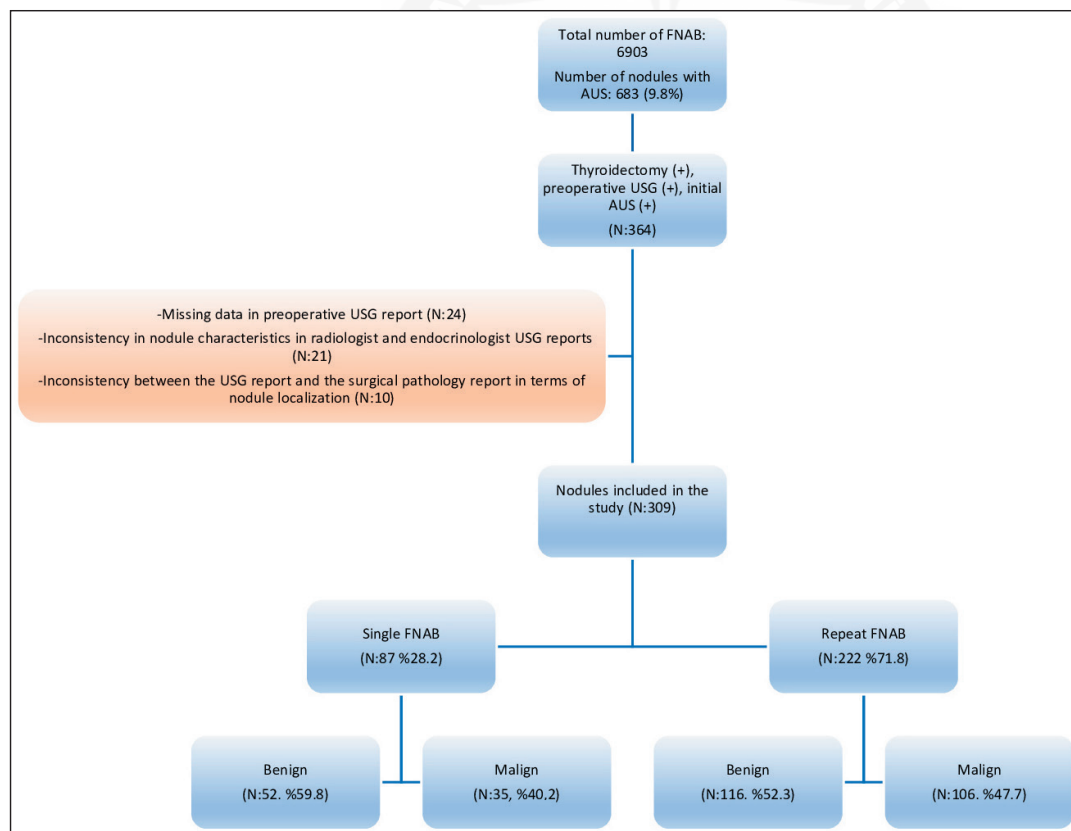 Total number of FNAB:
6903
Number of nodules with
AUS: 683 (9.8%)
Thyroidectomy (+),
preoperative USG (+), initial
AUS (+)
(N:364)
-Missing data in preoperative USG report (N:24)
-Inconsistency in nodule characteristics in radiologist and endocrinologist USG reports
(N:21)
-Inconsistency between the USG report and the surgical pathology report in terms of
nodule localization (N:10)
Nodules included in the
study (N:309)
Single FNAB
(N:87 %28.2)
Repeat FNAB
(N:222 %71.8)
Benign
(N:52. %59.8)
Malign
(N:35, %40.2)
Benign
(N:116. %52.3)
Malign
(N:106. %47.7)